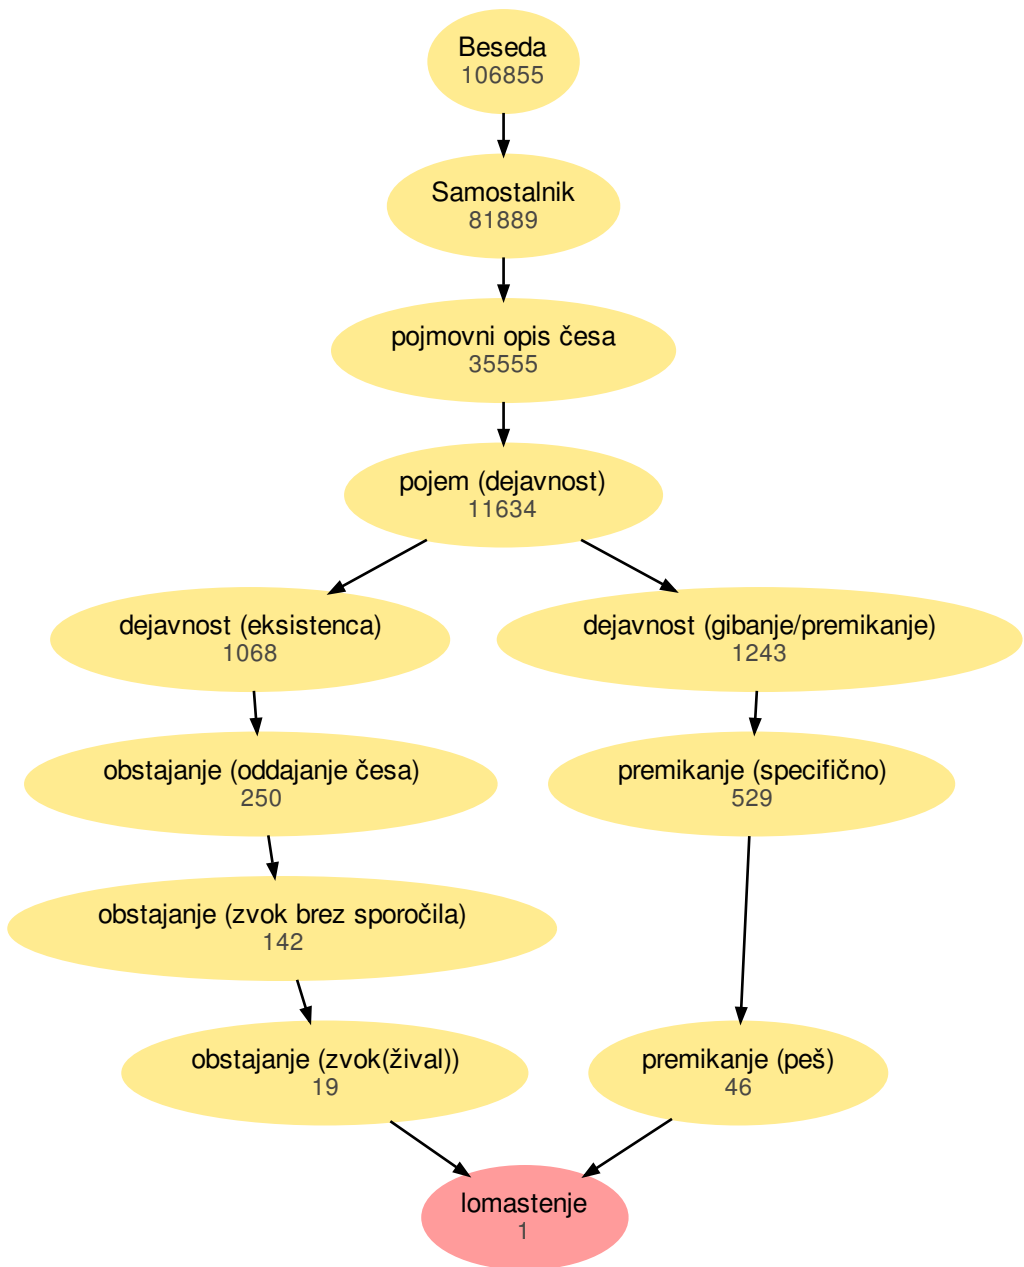 Beseda
106855
Samostalnik
81889
pojmovni opis česa
35555
pojem (dejavnost)
11634
dejavnost (eksistenca)
1068
dejavnost (gibanje/premikanje)
1243
obstajanje (oddajanje česa)
250
premikanje (specifično)
529
obstajanje (zvok brez sporočila)
142
obstajanje (zvok(žival))
19
premikanje (peš)
46
lomastenje
1